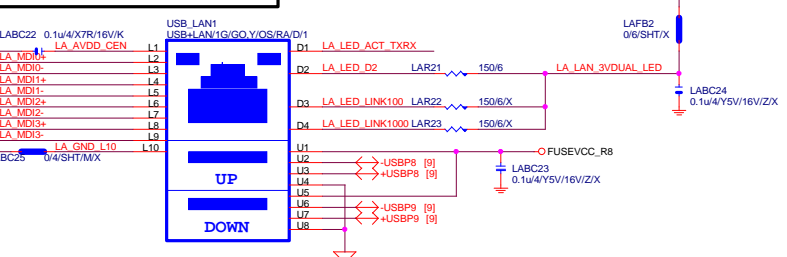 USB_LAN1
LABC22 0.1u/4/X7R/16V/K
USB+LAN/1G/GO,Y/OS/RA/D/1
LAFB2
0/6/SHT/X
LA_AVDD_CEN L1
D1 LA_LED_ACT_TXRX
LA_MDI0+ L2
LA_MDI0- L3
D2 LA_LED_D2 LAR21 150/6 LA_LAN_3VDUAL_LED
LA_MDI1+ L4
LA_MDI1- L5
LABC24
0.1u/4/Y5V/16V/Z/X
LA_MDI2+ L6
LA_MDI2- L7
D3 LA_LED_LINK100 LAR22 150/6/X
LA_MDI3+ L8
LA_MDI3- L9
D4 LA_LED_LINK1000 LAR23 150/6/X
LA_GND_L10 L10
0/4/SHT/M/X
U1 FUSEVCC_R8
U2 -USBP8 [9]
U3 +USBP8 [9]
LABC23
0.1u/4/Y5V/16V/Z/X
UP
U4
U5
U6 -USBP9 [9]
U7 +USBP9 [9]
DOWN
U8